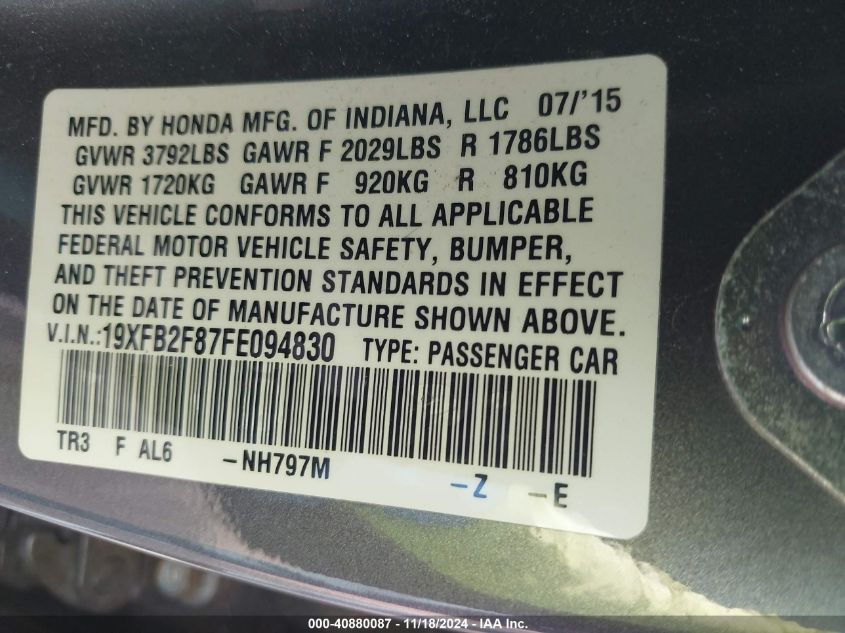 MFD. BY HONDA MFG. OF INDIANA, LLC 07/'15
GVWR 3792LBS GAWR F 2029LBS R 1786LBS
GVWR 1720KG GAWR F 920KG R 810KG
THIS VEHICLE CONFORMS TO ALL APPLICABLE
FEDERAL MOTOR VEHICLE SAFETY, BUMPER,
AND THEFT PREVENTION STANDARDS IN EFFECT
ON THE DATE OF MANUFACTURE SHOWN ABOVE.
V.I.N.:19XFB2F87FE094830 TYPE: PASSENGER CAR
TR3 F AL6 -NH797M -Z -E
000-40880087 - 11/18/2024 - IAA Inc.